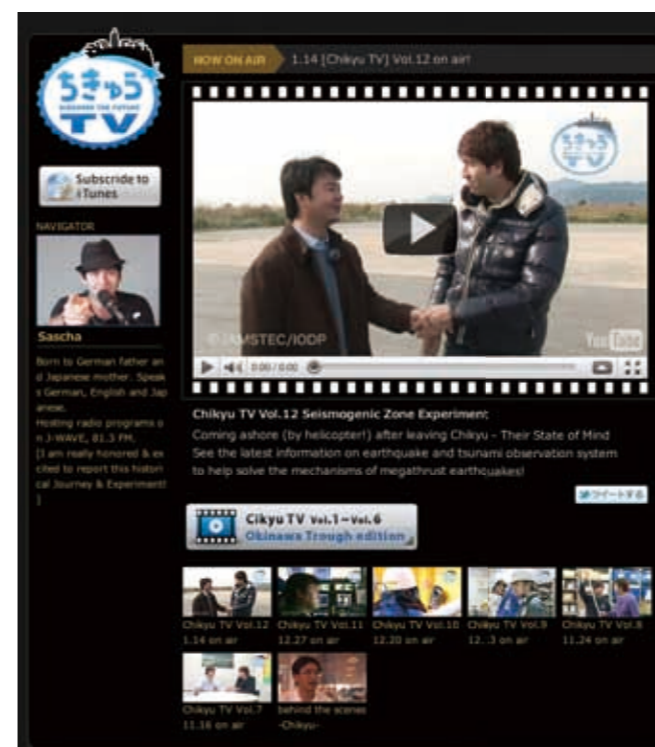 ちきゅう
DISCOVER THE FUTURE
TV
Subscride to
iTunes
NAVIGATOR
Sascha
Born to German father an
d Japanese mother. Speak
s German, English and Jap
anese.
Hosting radio programs o
n J-WAVE, 81.3 FM.
[I am really honored & ex
cited to report this histori
cal Journey & Experiment!
]
NOW ON AIR
1.14 [Chikyu TV] Vol.12 on air!
ちきゅう
TV
©JAMSTEC/IODP
YouTube
0:00 / 0:00
Chikyu TV Vol.12 Seismogenic Zone Experiment
Coming ashore (by helicopter!) after leaving Chikyu – Their State of Mind
See the latest information on earthquake and tsunami observation system
to help solve the mechanisms of megathrust earthquakes!
ツイートする
Cikyu TV Vol.1~Vol.6
Okinawa Trough edition
Chikyu TV Vol.12
1.14 on air
Chikyu TV Vol.11
12.27 on air
Chikyu TV Vol.10
12.20 on air
Chikyu TV Vol.9
on air
Chikyu TV Vol.8
11.24 on air
Chikyu TV Vol.7
11.16 on air
behind the scenes
-Chikyu-